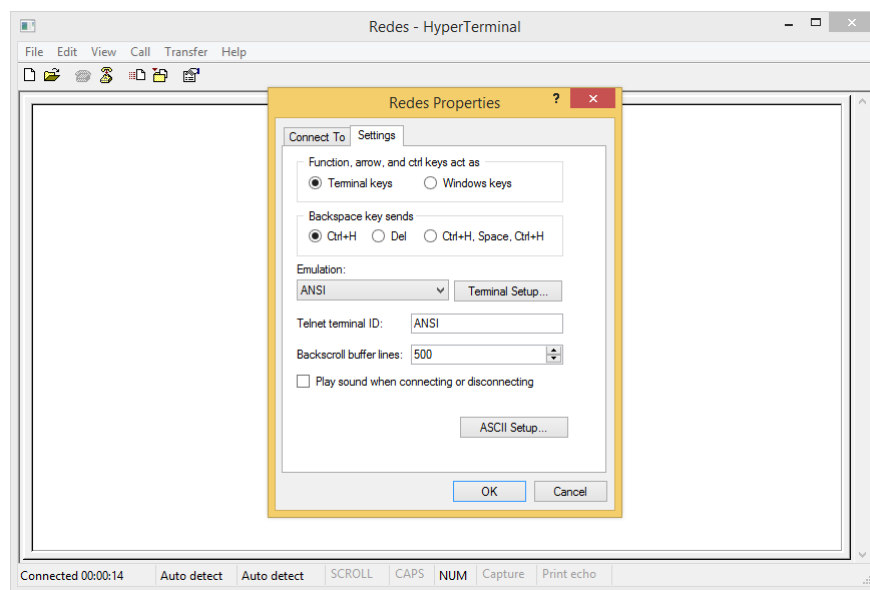 Redes - HyperTerminal
File Edit View Call Transfer Help
Redes Properties ?
Connect To Settings
Function, arrow, and ctrl keys act as
Terminal keys Windows keys
Backspace key sends
Ctrl+H Del Ctrl+H, Space, Ctrl+H
Emulation:
ANSI Terminal Setup...
Telnet terminal ID: ANSI
Backscroll buffer lines: 500
Play sound when connecting or disconnecting
ASCII Setup...
OK Cancel
Connected 00:00:14 Auto detect Auto detect SCROLL CAPS NUM Capture Print echo